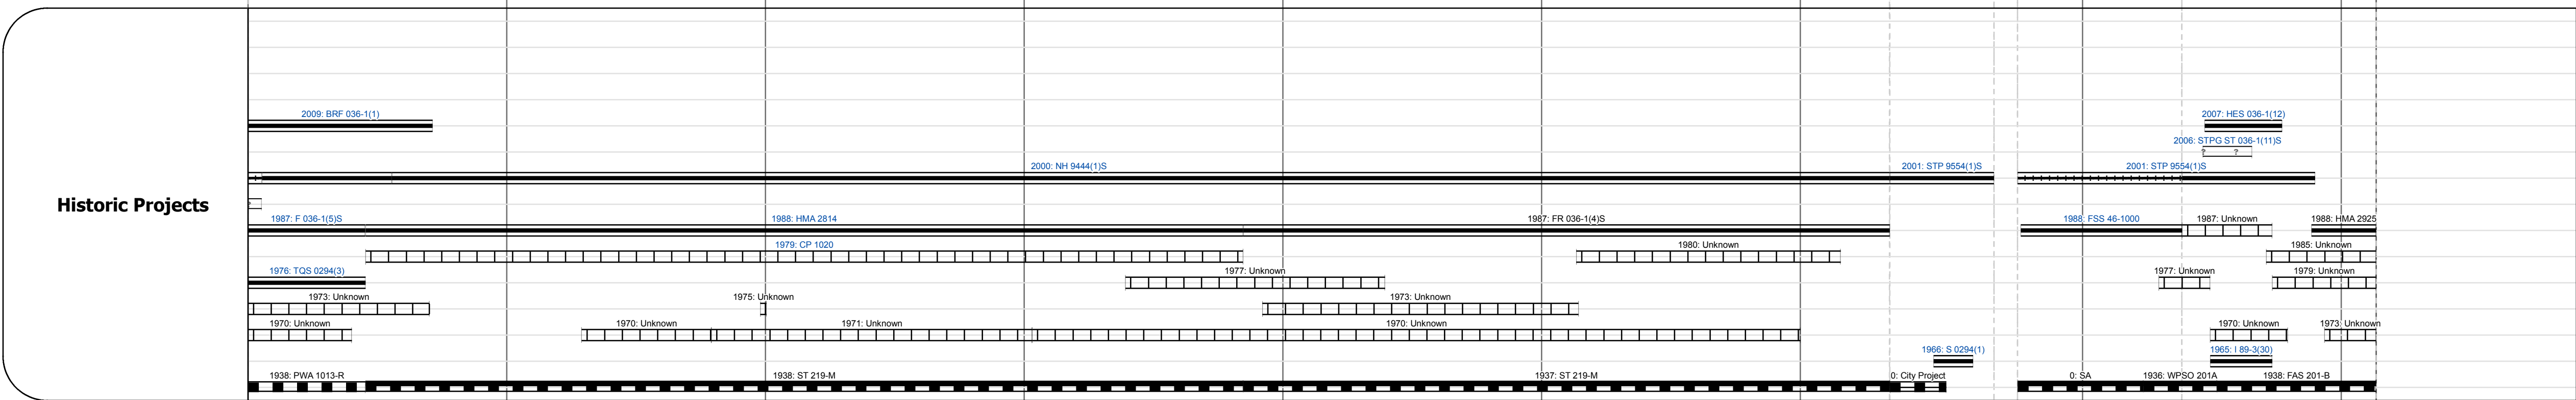 2009: BRF 036-1(1)
2007: HES 036-1(12)
2006: STPG ST 036-1(11)S
? ?
2000: NH 9444(1)S
2001: STP 9554(1)S
2001: STP 9554(1)S
Historic Projects
1987: F 036-1(5)S
1988: HMA 2814
1987: FR 036-1(4)S
1988: FSS 46-1000
1987: Unknown
1988: HMA 2925
1979: CP 1020
1980: Unknown
1985: Unknown
1976: TQS 0294(3)
1977: Unknown
1977: Unknown
1979: Unknown
1973: Unknown
1975: Unknown
1973: Unknown
1970: Unknown
1970: Unknown
1971: Unknown
1970: Unknown
1970: Unknown
1973: Unknown
1966: S 0294(1)
1965: I 89-3(30)
1938: PWA 1013-R
1938: ST 219-M
1937: ST 219-M
0: City Project
0: SA
1936: WPSO 201A
1938: FAS 201-B